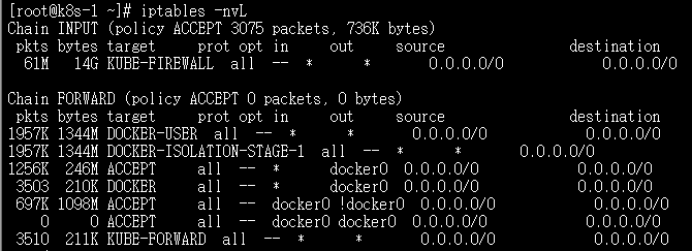 [root@k8s-1 ~]# iptables -nvL
Chain INPUT (policy ACCEPT 3075 packets, 736K bytes)
pkts bytes target prot opt in out source destination
61M 14G KUBE-FIREWALL all -- * * 0.0.0.0/0 0.0.0.0/0
Chain FORWARD (policy ACCEPT 0 packets, 0 bytes)
pkts bytes target prot opt in out source destination
1957K 1344M DOCKER-USER all -- * * 0.0.0.0/0 0.0.0.0/0
1957K 1344M DOCKER-ISOLATION-STAGE-1 all -- * * 0.0.0.0/0
1256K 246M ACCEPT all -- * docker0 0.0.0.0/0 0.0.0.0/0
3503 210K DOCKER all -- * docker0 0.0.0.0/0 0.0.0.0/0
697K 1098M ACCEPT all -- docker0 !docker0 0.0.0.0/0 0.0.0.0/0
0 0 ACCEPT all -- docker0 docker0 0.0.0.0/0 0.0.0.0/0
3510 211K KUBE-FORWARD all -- * * 0.0.0.0/0 0.0.0.0/0